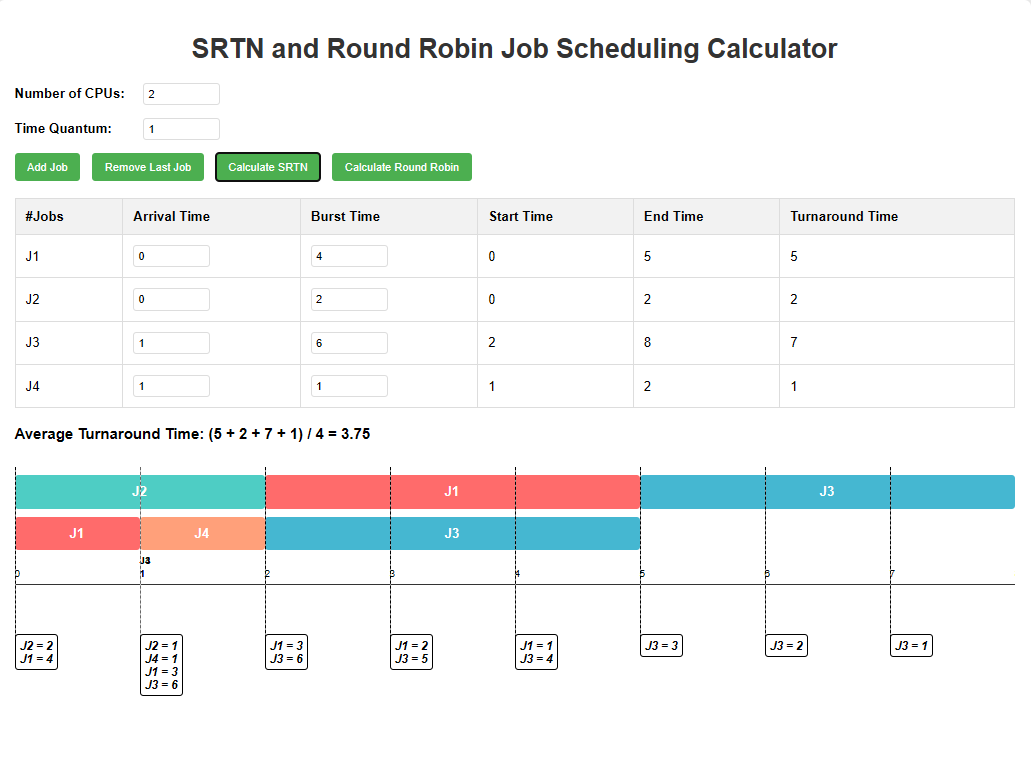 SRTN and Round Robin Job Scheduling Calculator
Number of CPUs: 2
Time Quantum: 1
Add Job Remove Last Job Calculate SRTN Calculate Round Robin
#Jobs Arrival Time Burst Time Start Time End Time Turnaround Time
J1 0 4 0 5 5
J2 0 2 0 2 2
J3 1 6 2 8 7
J4 1 1 1 2 1
Average Turnaround Time: (5 + 2 + 7 + 1) / 4 = 3.75
J2 J1 J3
J1 J4 J3
0 1 2 3 4 5 6 7
J2 = 2 J2 = 1 J1 = 3 J1 = 2 J1 = 1 J3 = 3 J3 = 2 J3 = 1
J1 = 4 J4 = 1 J3 = 6 J3 = 5 J3 = 4
J1 = 3
J3 = 6